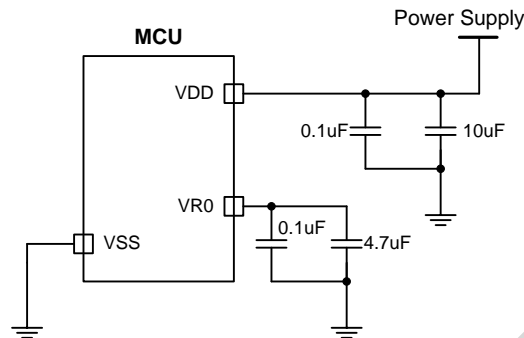 Power Supply
MCU
VDD
0.1uF
10uF
VR0
0.1uF
4.7uF
VSS